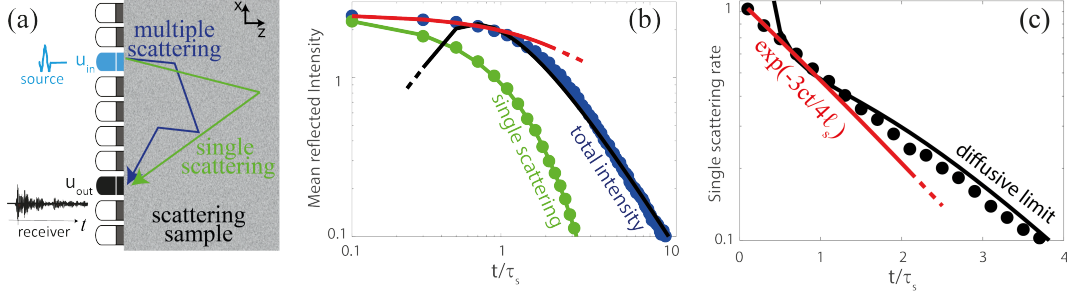 (a)
x
z
multiple
scattering
u_in
source
single
scattering
u_out
receiver
t
scattering
sample
(b)
Mean reflected Intensity
1
0.1
single scattering
total intensity
0.1
1
10
t/τ_s
(c)
Single scattering rate
1
0.1
exp(-3ct/4ℓ_s)
diffusive limit
0
1
2
3
4
t/τ_s